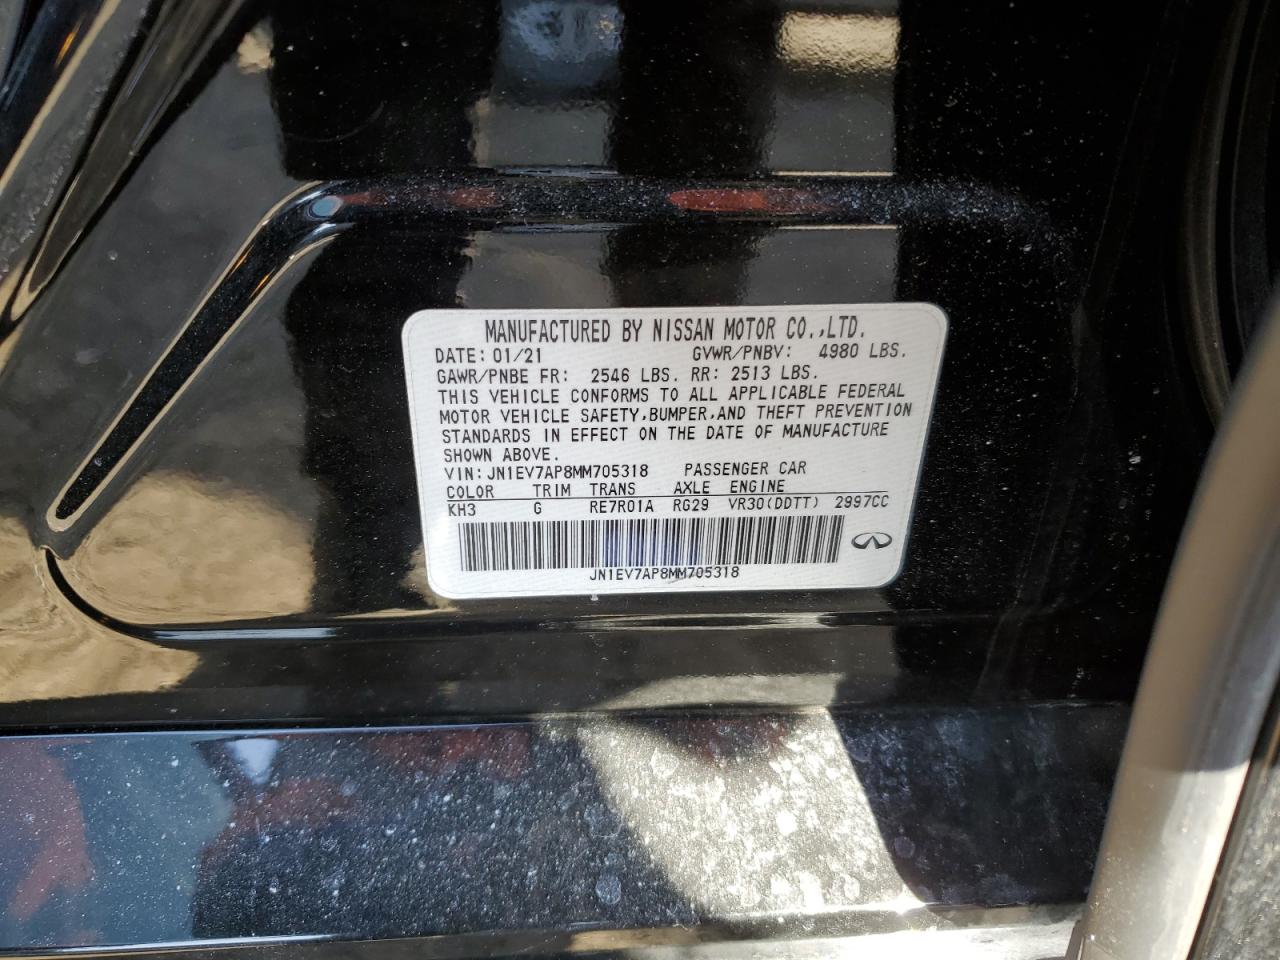 MANUFACTURED BY NISSAN MOTOR CO.,LTD.
DATE: 01/21 GVWR/PNBV: 4980 LBS.
GAWR/PNBE FR: 2546 LBS. RR: 2513 LBS.
THIS VEHICLE CONFORMS TO ALL APPLICABLE FEDERAL
MOTOR VEHICLE SAFETY,BUMPER,AND THEFT PREVENTION
STANDARDS IN EFFECT ON THE DATE OF MANUFACTURE
SHOWN ABOVE.
VIN: JN1EV7AP8MM705318 PASSENGER CAR
COLOR TRIM TRANS AXLE ENGINE
KH3 G RE7R01A RG29 VR30(DDTT) 2997CC
JN1EV7AP8MM705318